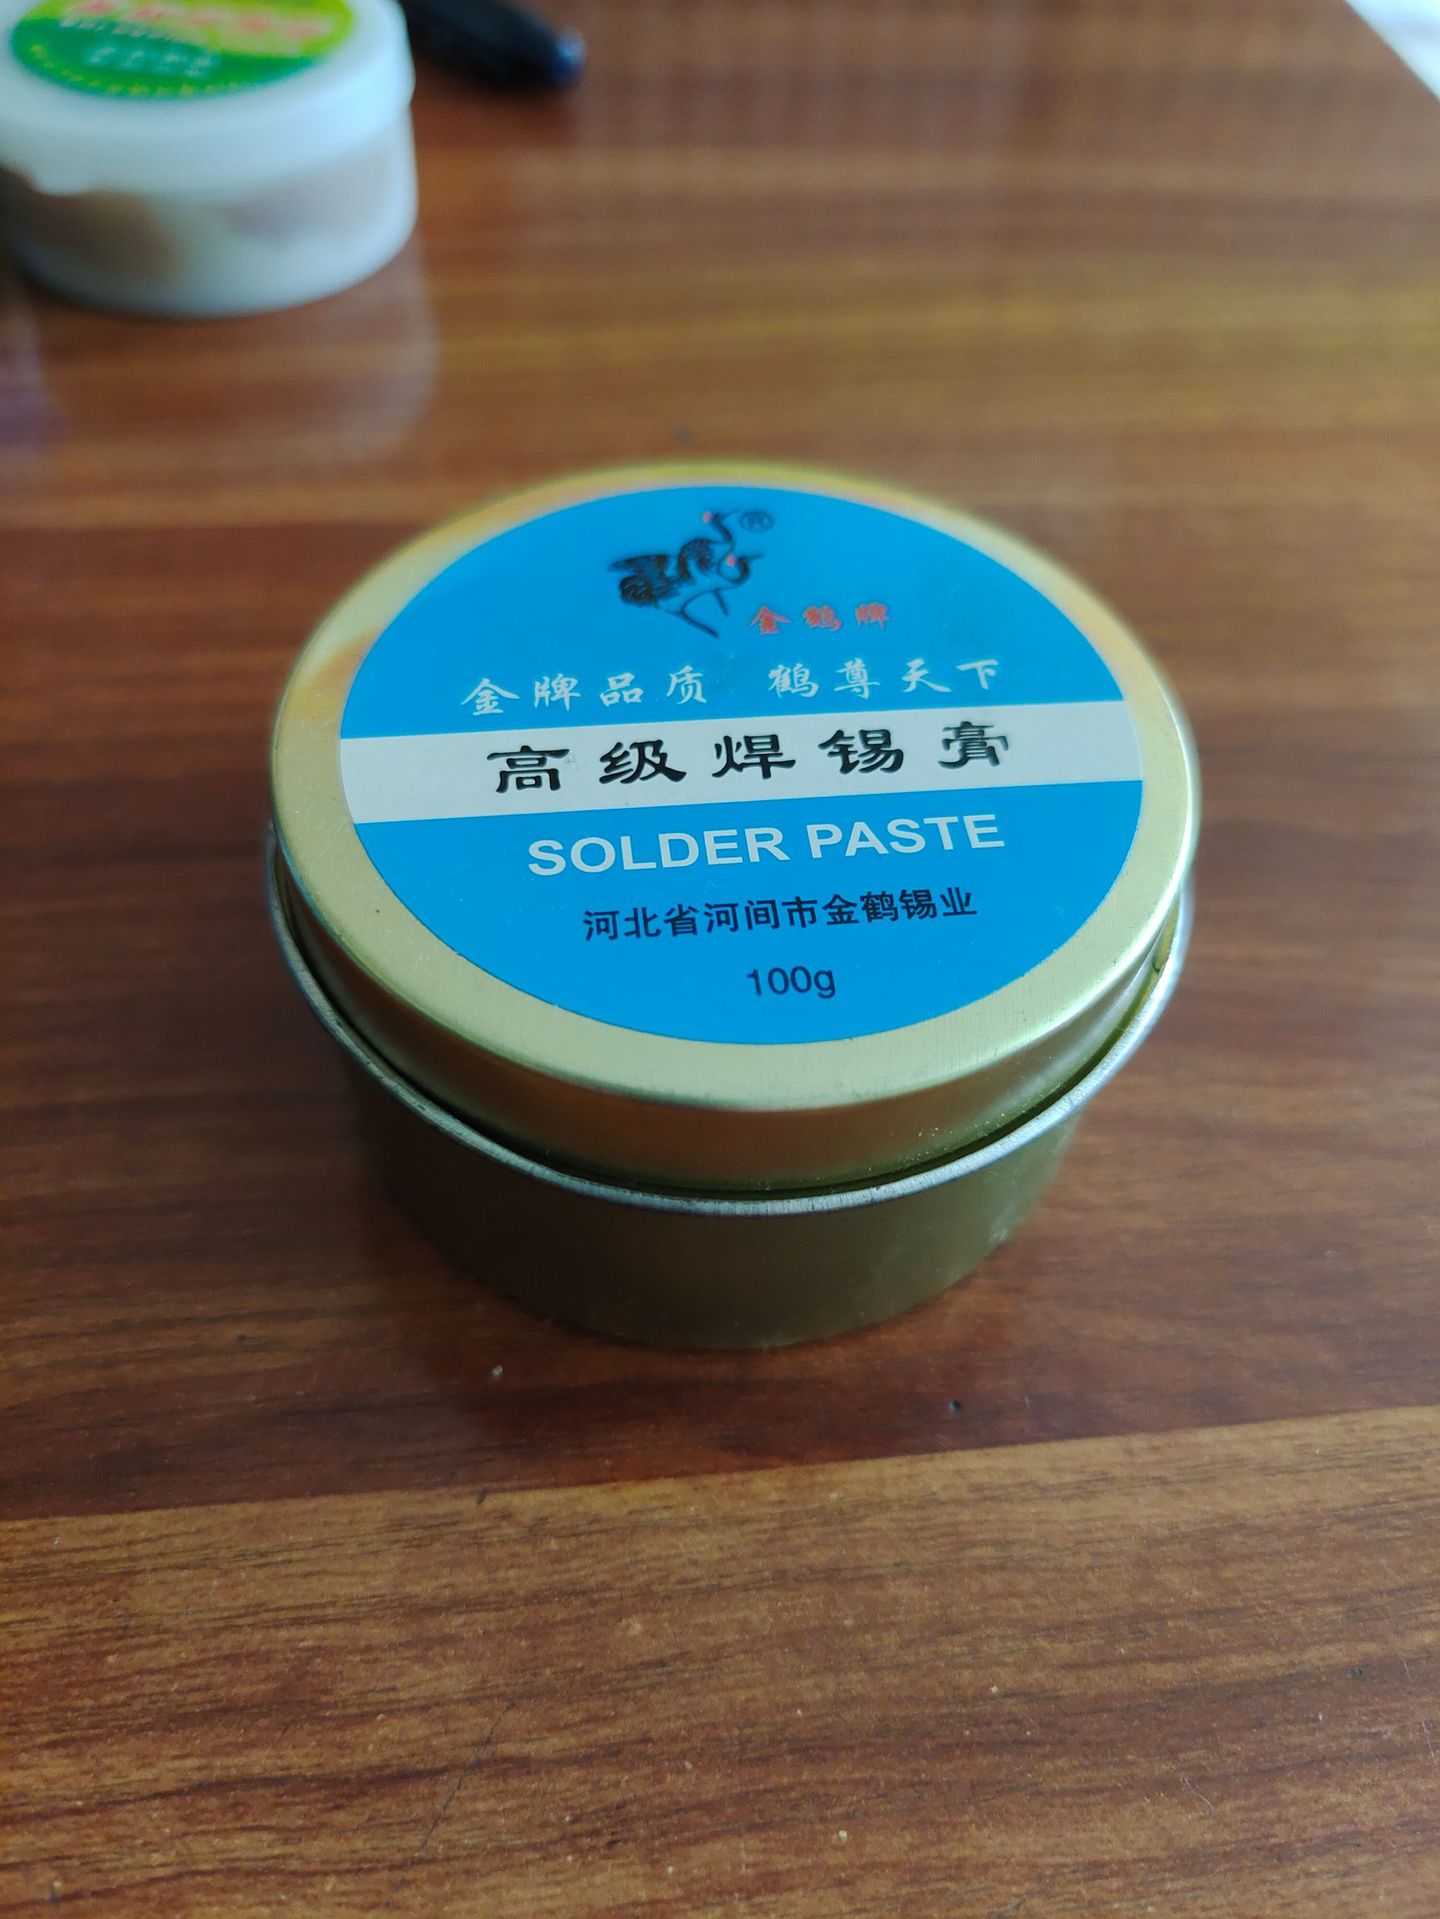 ®
金鹤牌
金牌品质 鹤尊天下
高级焊锡膏
SOLDER PASTE
河北省河间市金鹤锡业
100g